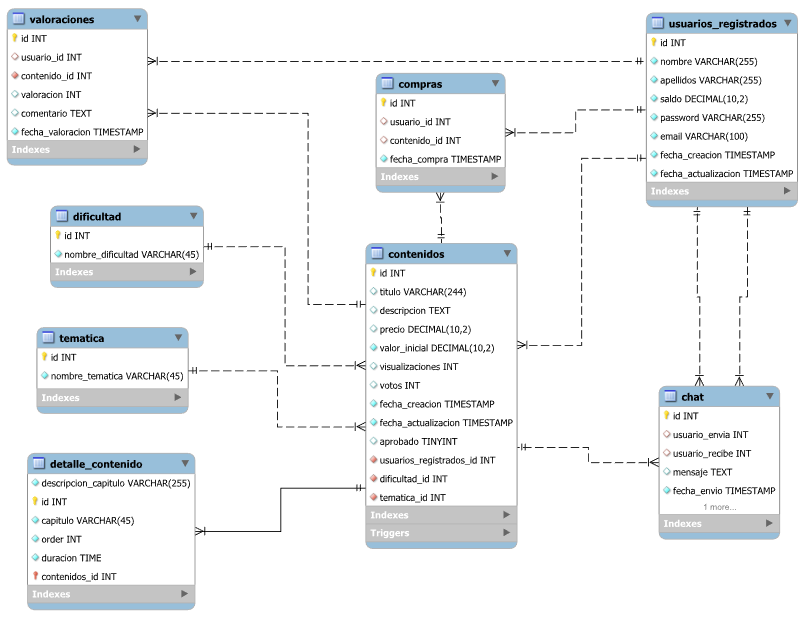 valoraciones
id INT
usuario_id INT
contenido_id INT
valoracion INT
comentario TEXT
fecha_valoracion TIMESTAMP
Indexes
compras
id INT
usuario_id INT
contenido_id INT
fecha_compra TIMESTAMP
Indexes
usuarios_registrados
id INT
nombre VARCHAR(255)
apellidos VARCHAR(255)
saldo DECIMAL(10,2)
password VARCHAR(255)
email VARCHAR(100)
fecha_creacion TIMESTAMP
fecha_actualizacion TIMESTAMP
Indexes
dificultad
id INT
nombre_dificultad VARCHAR(45)
Indexes
tematica
id INT
nombre_tematica VARCHAR(45)
Indexes
contenidos
id INT
titulo VARCHAR(244)
descripcion TEXT
precio DECIMAL(10,2)
valor_inicial DECIMAL(10,2)
visualizaciones INT
votos INT
fecha_creacion TIMESTAMP
fecha_actualizacion TIMESTAMP
aprobado TINYINT
usuarios_registrados_id INT
dificultad_id INT
tematica_id INT
Indexes
Triggers
detalle_contenido
descripcion_capitulo VARCHAR(255)
id INT
capitulo VARCHAR(45)
order INT
duracion TIME
contenidos_id INT
Indexes
chat
id INT
usuario_envia INT
usuario_recibe INT
mensaje TEXT
fecha_envio TIMESTAMP
1 more...
Indexes